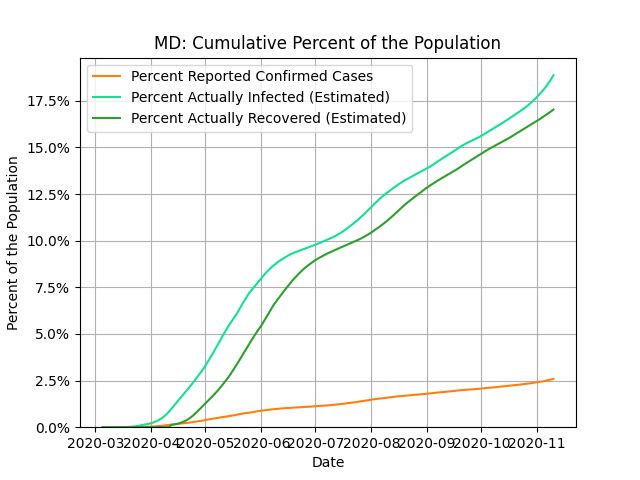 MD: Cumulative Percent of the Population
Percent Reported Confirmed Cases
Percent Actually Infected (Estimated)
Percent Actually Recovered (Estimated)
Percent of the Population
17.5%
15.0%
12.5%
10.0%
7.5%
5.0%
2.5%
0.0%
2020-03 2020-04 2020-05 2020-06 2020-07 2020-08 2020-09 2020-10 2020-11
Date